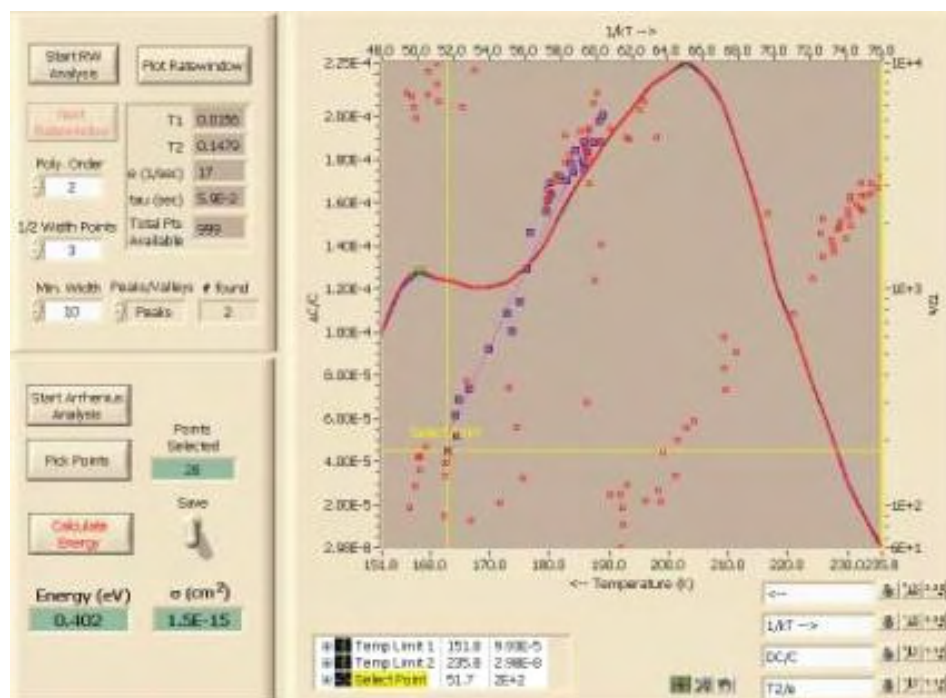 Start RW
Analysis
Plot Ratewindow
Next
Ratewindow
T1 0.0156
T2 0.1479
e (1/sec) 17
tau (sec) 5.9E-2
Total Pts
Available 999
Poly. Order
2
1/2 Width Points
3
Min. Width Peaks/Valleys # found
10 Peaks 2
Start Arrhenius
Analysis
Pick Points
Points
Selected
26
Save
Calculate
Energy
Energy (eV) σ (cm²)
0.402 1.5E-15
1/kT -->
48.0 50.0 52.0 54.0 56.0 58.0 60.0 62.0 64.0 66.0 68.0 70.0 72.0 74.0 76.0
2.25E-4
2.00E-4
1.80E-4
1.60E-4
1.40E-4
1.20E-4
1.00E-4
8.00E-5
6.00E-5
4.00E-5
2.00E-5
2.98E-8
ΔC/C
Select Point
1E+4
1E+3
1E+2
6E+1
T2/e
151.8 160.0 170.0 180.0 190.0 200.0 210.0 220.0 230.0 235.8
<-- Temperature (K)
Temp Limit 1 151.8 9.93E-5
Temp Limit 2 235.8 2.98E-8
Select Point 51.7 2E+2
<--
1/kT -->
DC/C
T2/e